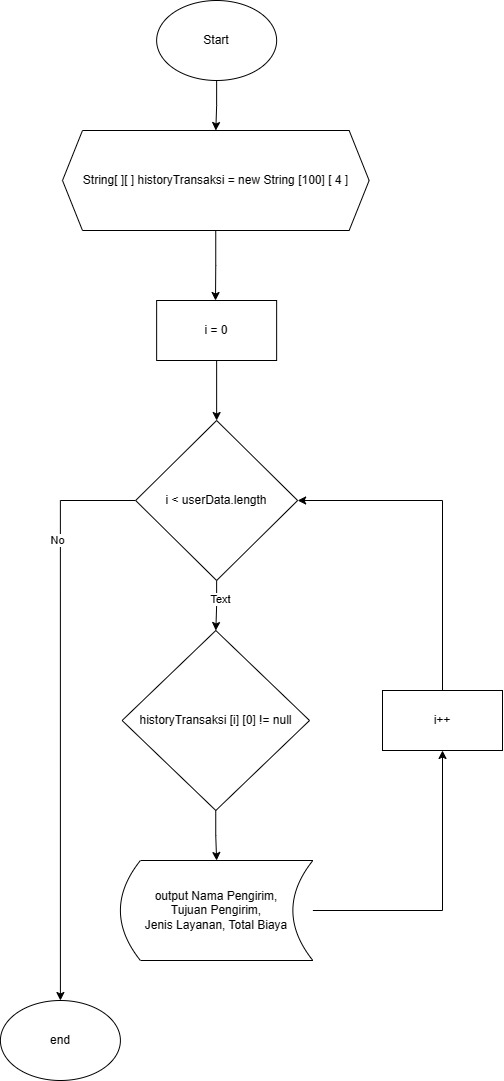 Start
String[ ][ ] historyTransaksi = new String [100] [ 4 ]
i = 0
i < userData.length
No
Text
historyTransaksi [i] [0] != null
i++
output Nama Pengirim,
Tujuan Pengirim,
Jenis Layanan, Total Biaya
end